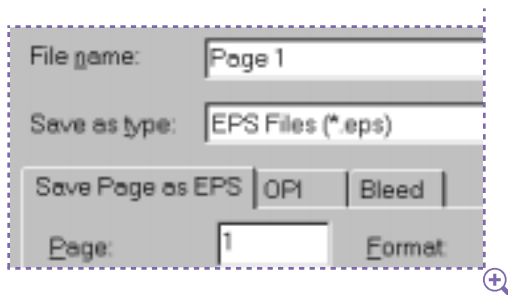 File name: Page 1
Save as type: EPS Files (*.eps)
Save Page as EPS OPI Bleed
Page: 1 Format